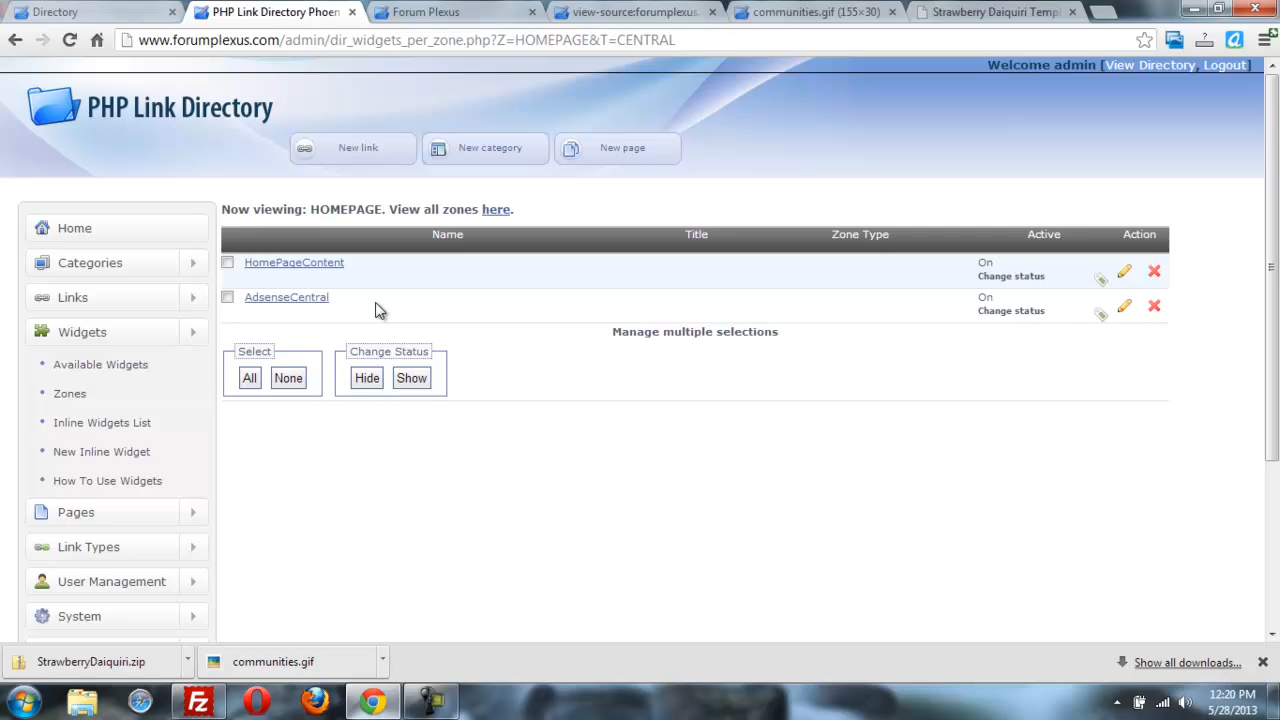 Directory
PHP Link Directory Phoen
Forum Plexus
view-source:forumplexus.
communities.gif (155×30)
Strawberry Daiquiri Templ
www.forumplexus.com/admin/dir_widgets_per_zone.php?Z=HOMEPAGE&T=CENTRAL
Welcome admin [View Directory, Logout]
PHP Link Directory
New link
New category
New page
Now viewing: HOMEPAGE. View all zones here.
Name Title Zone Type Active Action
HomePageContent On
Change status
AdsenseCentral On
Change status
Manage multiple selections
Select
All None
Change Status
Hide Show
Home
Categories
Links
Widgets
Available Widgets
Zones
Inline Widgets List
New Inline Widget
How To Use Widgets
Pages
Link Types
User Management
System
StrawberryDaiquiri.zip
communities.gif
Show all downloads...
Fz
12:20 PM
5/28/2013